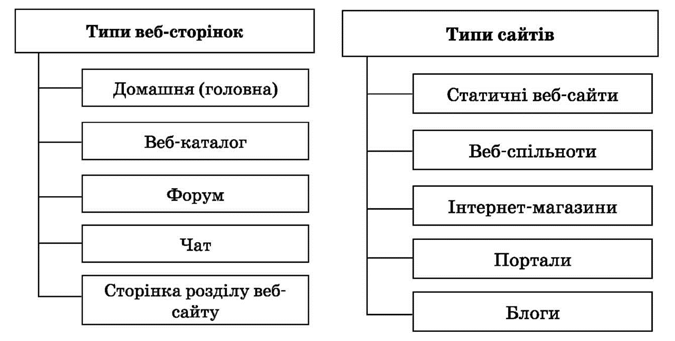 Типи веб-сторінок
Домашня (головна)
Веб-каталог
Форум
Чат
Сторінка розділу веб-
сайту
Типи сайтів
Статичні веб-сайти
Веб-спільноти
Інтернет-магазини
Портали
Блоги